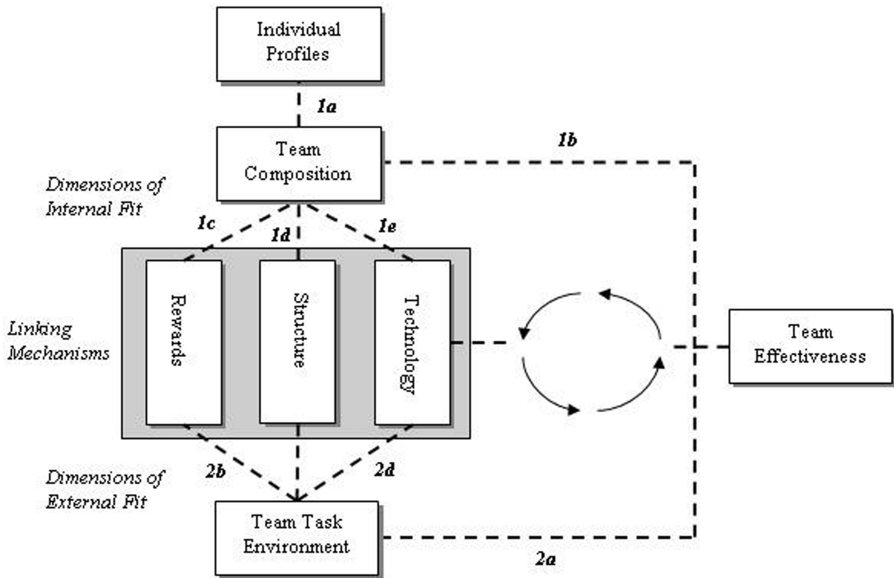 Individual
Profiles
1a
Team
Composition
1b
Dimensions of
Internal Fit
1c
1d
1e
Linking
Mechanisms
Rewards
Structure
Technology
Team
Effectiveness
Dimensions of
External Fit
2b
2d
Team Task
Environment
2a